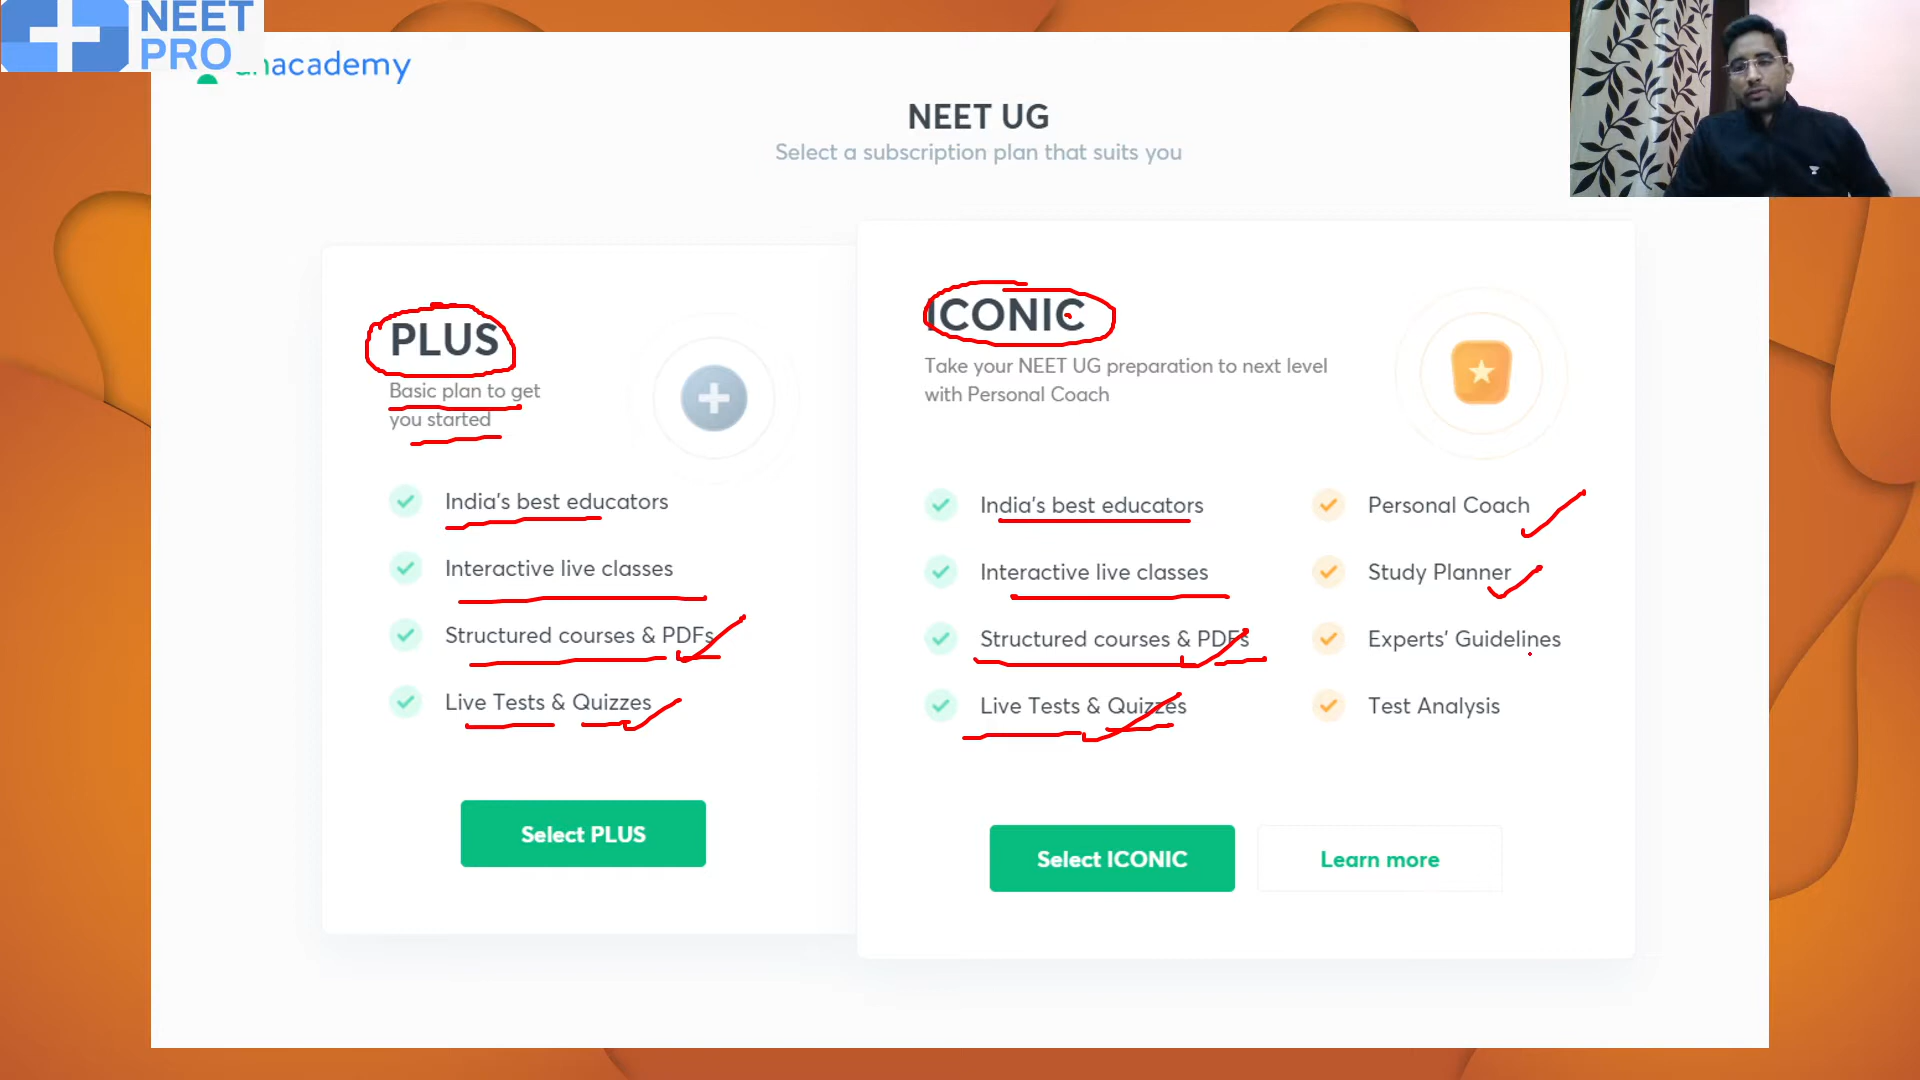 NEET
PRO
unacademy
NEET UG
Select a subscription plan that suits you
PLUS
Basic plan to get
you started
India's best educators
Interactive live classes
Structured courses & PDFs
Live Tests & Quizzes
Select PLUS
ICONIC
Take your NEET UG preparation to next level
with Personal Coach
India's best educators
Interactive live classes
Structured courses & PDFs
Live Tests & Quizzes
Personal Coach
Study Planner
Experts' Guidelines
Test Analysis
Select ICONIC
Learn more